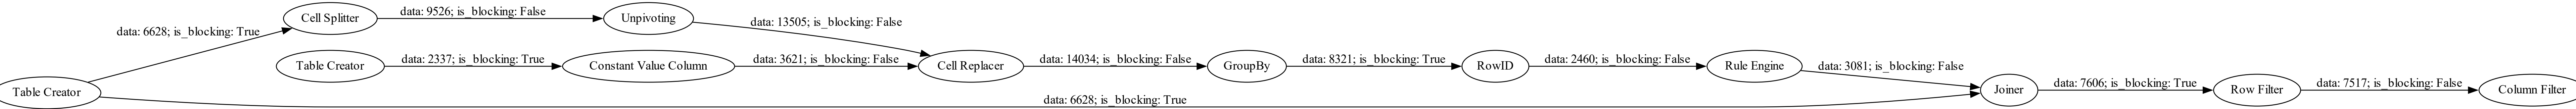 Cell Splitter
data: 9526; is_blocking: False
Unpivoting
data: 13505; is_blocking: False
data: 6628; is_blocking: True
Table Creator
data: 2337; is_blocking: True
Constant Value Column
data: 3621; is_blocking: False
Cell Replacer
data: 14034; is_blocking: False
GroupBy
data: 8321; is_blocking: True
RowID
data: 2460; is_blocking: False
Rule Engine
data: 3081; is_blocking: False
Table Creator
data: 6628; is_blocking: True
Joiner
data: 7606; is_blocking: True
Row Filter
data: 7517; is_blocking: False
Column Filter